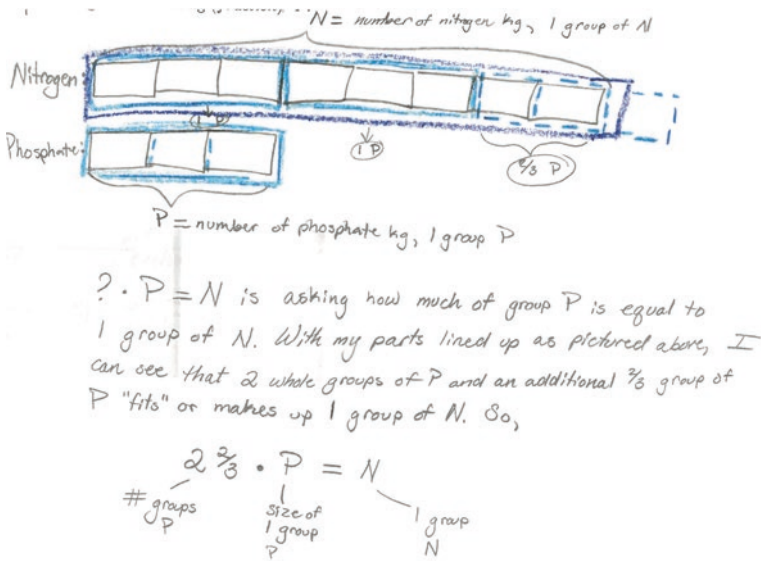 N = number of nitrogen kg, 1 group of N
Nitrogen:
1 P
Phosphate:
1 P
2/3 P
P = number of phosphate kg, 1 group P
? · P = N is asking how much of group P is equal to
1 group of N. With my parts lined up as pictured above, I
can see that 2 whole groups of P and an additional 2/3 group of
P "fits" or makes up 1 group of N. So,
2 2/3 · P = N
# groups P
size of 1 group P
1 group N